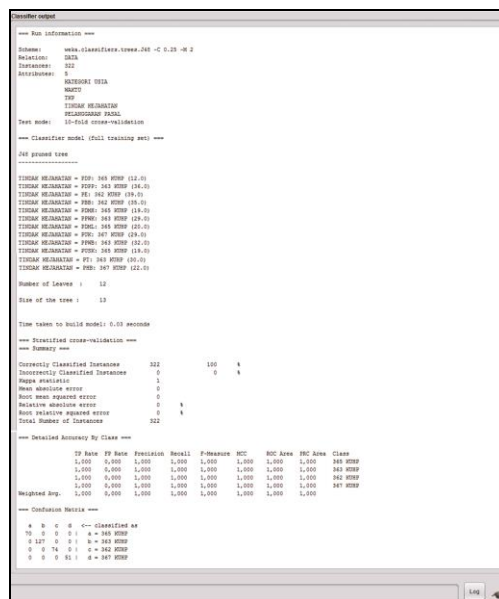 Classifier output
=== Run information ===
Scheme: weka.classifiers.trees.J48 -C 0.25 -M 2
Relation: DATA
Instances: 322
Attributes: 5
KATEGORI USIA
WAKTU
TKP
TINDAK KEJAHATAN
PELANGGARAN PASAL
Test mode: 10-fold cross-validation
=== Classifier model (full training set) ===
J48 pruned tree
------------------
TINDAK KEJAHATAN = PDP: 365 KUHP (12.0)
TINDAK KEJAHATAN = PDPP: 363 KUHP (36.0)
TINDAK KEJAHATAN = PE: 362 KUHP (39.0)
TINDAK KEJAHATAN = PBH: 362 KUHP (35.0)
TINDAK KEJAHATAN = PDMK: 365 KUHP (19.0)
TINDAK KEJAHATAN = PPWK: 363 KUHP (29.0)
TINDAK KEJAHATAN = PDML: 365 KUHP (20.0)
TINDAK KEJAHATAN = PUK: 367 KUHP (29.0)
TINDAK KEJAHATAN = PPWB: 363 KUHP (32.0)
TINDAK KEJAHATAN = PUSK: 365 KUHP (19.0)
TINDAK KEJAHATAN = PT: 363 KUHP (30.0)
TINDAK KEJAHATAN = PHB: 367 KUHP (22.0)
Number of Leaves : 12
Size of the tree : 13
Time taken to build model: 0.03 seconds
=== Stratified cross-validation ===
=== Summary ===
Correctly Classified Instances 322 100 %
Incorrectly Classified Instances 0 0 %
Kappa statistic 1
Mean absolute error 0
Root mean squared error 0
Relative absolute error 0 %
Root relative squared error 0 %
Total Number of Instances 322
=== Detailed Accuracy By Class ===
TP Rate FP Rate Precision Recall F-Measure MCC ROC Area PRC Area Class
1,000 0,000 1,000 1,000 1,000 1,000 1,000 1,000 365 KUHP
1,000 0,000 1,000 1,000 1,000 1,000 1,000 1,000 363 KUHP
1,000 0,000 1,000 1,000 1,000 1,000 1,000 1,000 362 KUHP
1,000 0,000 1,000 1,000 1,000 1,000 1,000 1,000 367 KUHP
Weighted Avg. 1,000 0,000 1,000 1,000 1,000 1,000 1,000 1,000
=== Confusion Matrix ===
a b c d <-- classified as
70 0 0 0 | a = 365 KUHP
0 127 0 0 | b = 363 KUHP
0 0 74 0 | c = 362 KUHP
0 0 0 51 | d = 367 KUHP
Log